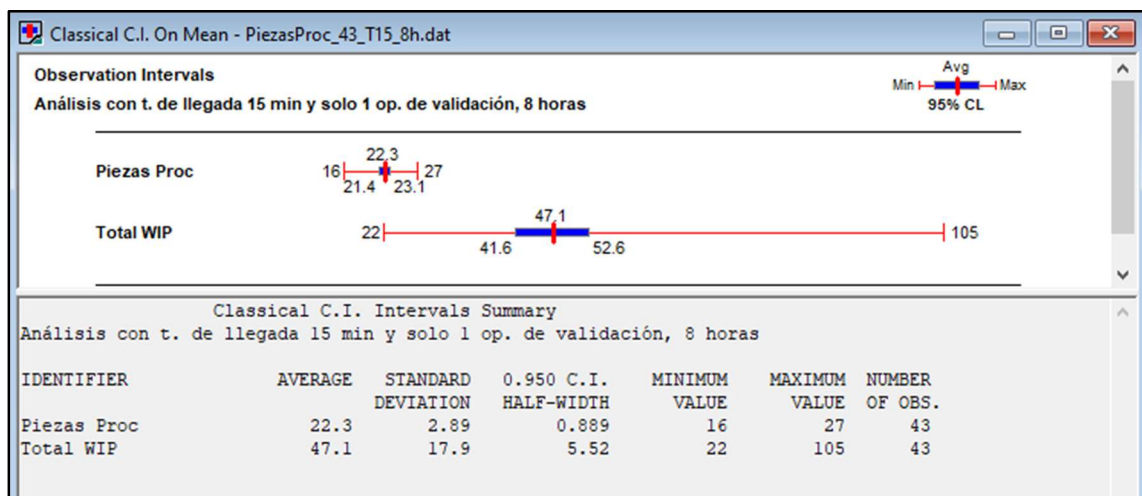 Classical C.I. On Mean - PiezasProc_43_T15_8h.dat
Observation Intervals
Avg
Min Max
95% CL
Análisis con t. de llegada 15 min y solo 1 op. de validación, 8 horas
22.3
Piezas Proc 16 27
21.4 23.1
47.1
Total WIP 22 105
41.6 52.6
Classical C.I. Intervals Summary
Análisis con t. de llegada 15 min y solo 1 op. de validación, 8 horas
IDENTIFIER AVERAGE STANDARD 0.950 C.I. MINIMUM MAXIMUM NUMBER
DEVIATION HALF-WIDTH VALUE VALUE OF OBS.
Piezas Proc 22.3 2.89 0.889 16 27 43
Total WIP 47.1 17.9 5.52 22 105 43